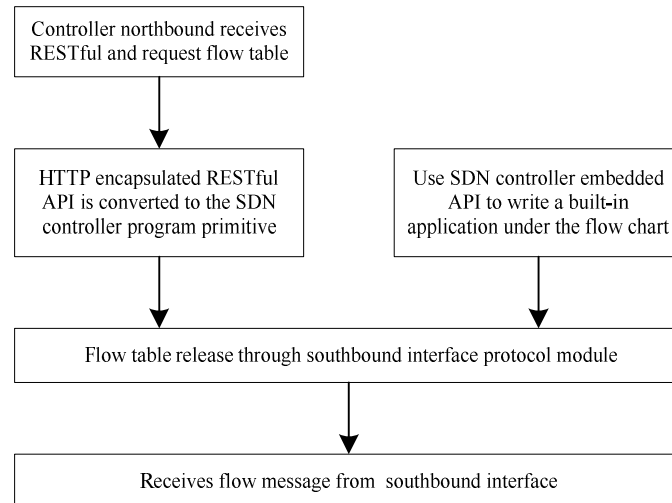 Controller northbound receives
RESTful and request flow table
HTTP encapsulated RESTful
API is converted to the SDN
controller program primitive
Use SDN controller embedded
API to write a built-in
application under the flow chart
Flow table release through southbound interface protocol module
Receives flow message from southbound interface